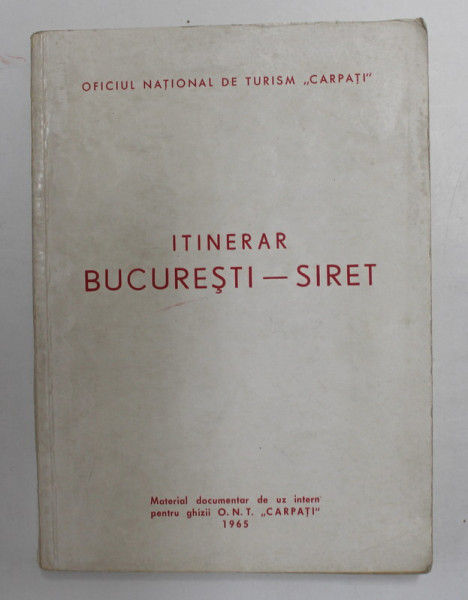 OFICIUL NAȚIONAL DE TURISM „CARPAȚI"
ITINERAR
BUCUREȘTI — SIRET
Material documentar de uz intern
pentru ghizii O. N. T. „CARPAȚI"
1965